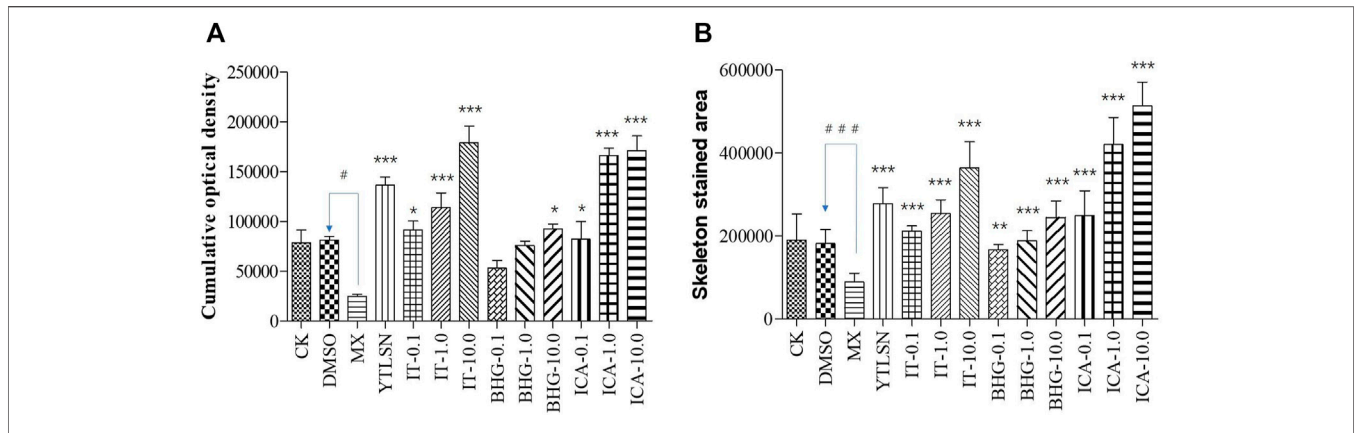 A
Cumulative optical density
250000
200000
150000
100000
50000
0
#
***
*
***
***
*
*
***
***
CK
DMSO
MX
YTLSN
IT-0.1
IT-1.0
IT-10.0
BHG-0.1
BHG-1.0
BHG-10.0
ICA-0.1
ICA-1.0
ICA-10.0
B
Skeleton stained area
600000
400000
200000
0
# # #
***
***
***
***
**
***
***
***
***
***
CK
DMSO
MX
YTLSN
IT-0.1
IT-1.0
IT-10.0
BHG-0.1
BHG-1.0
BHG-10.0
ICA-0.1
ICA-1.0
ICA-10.0